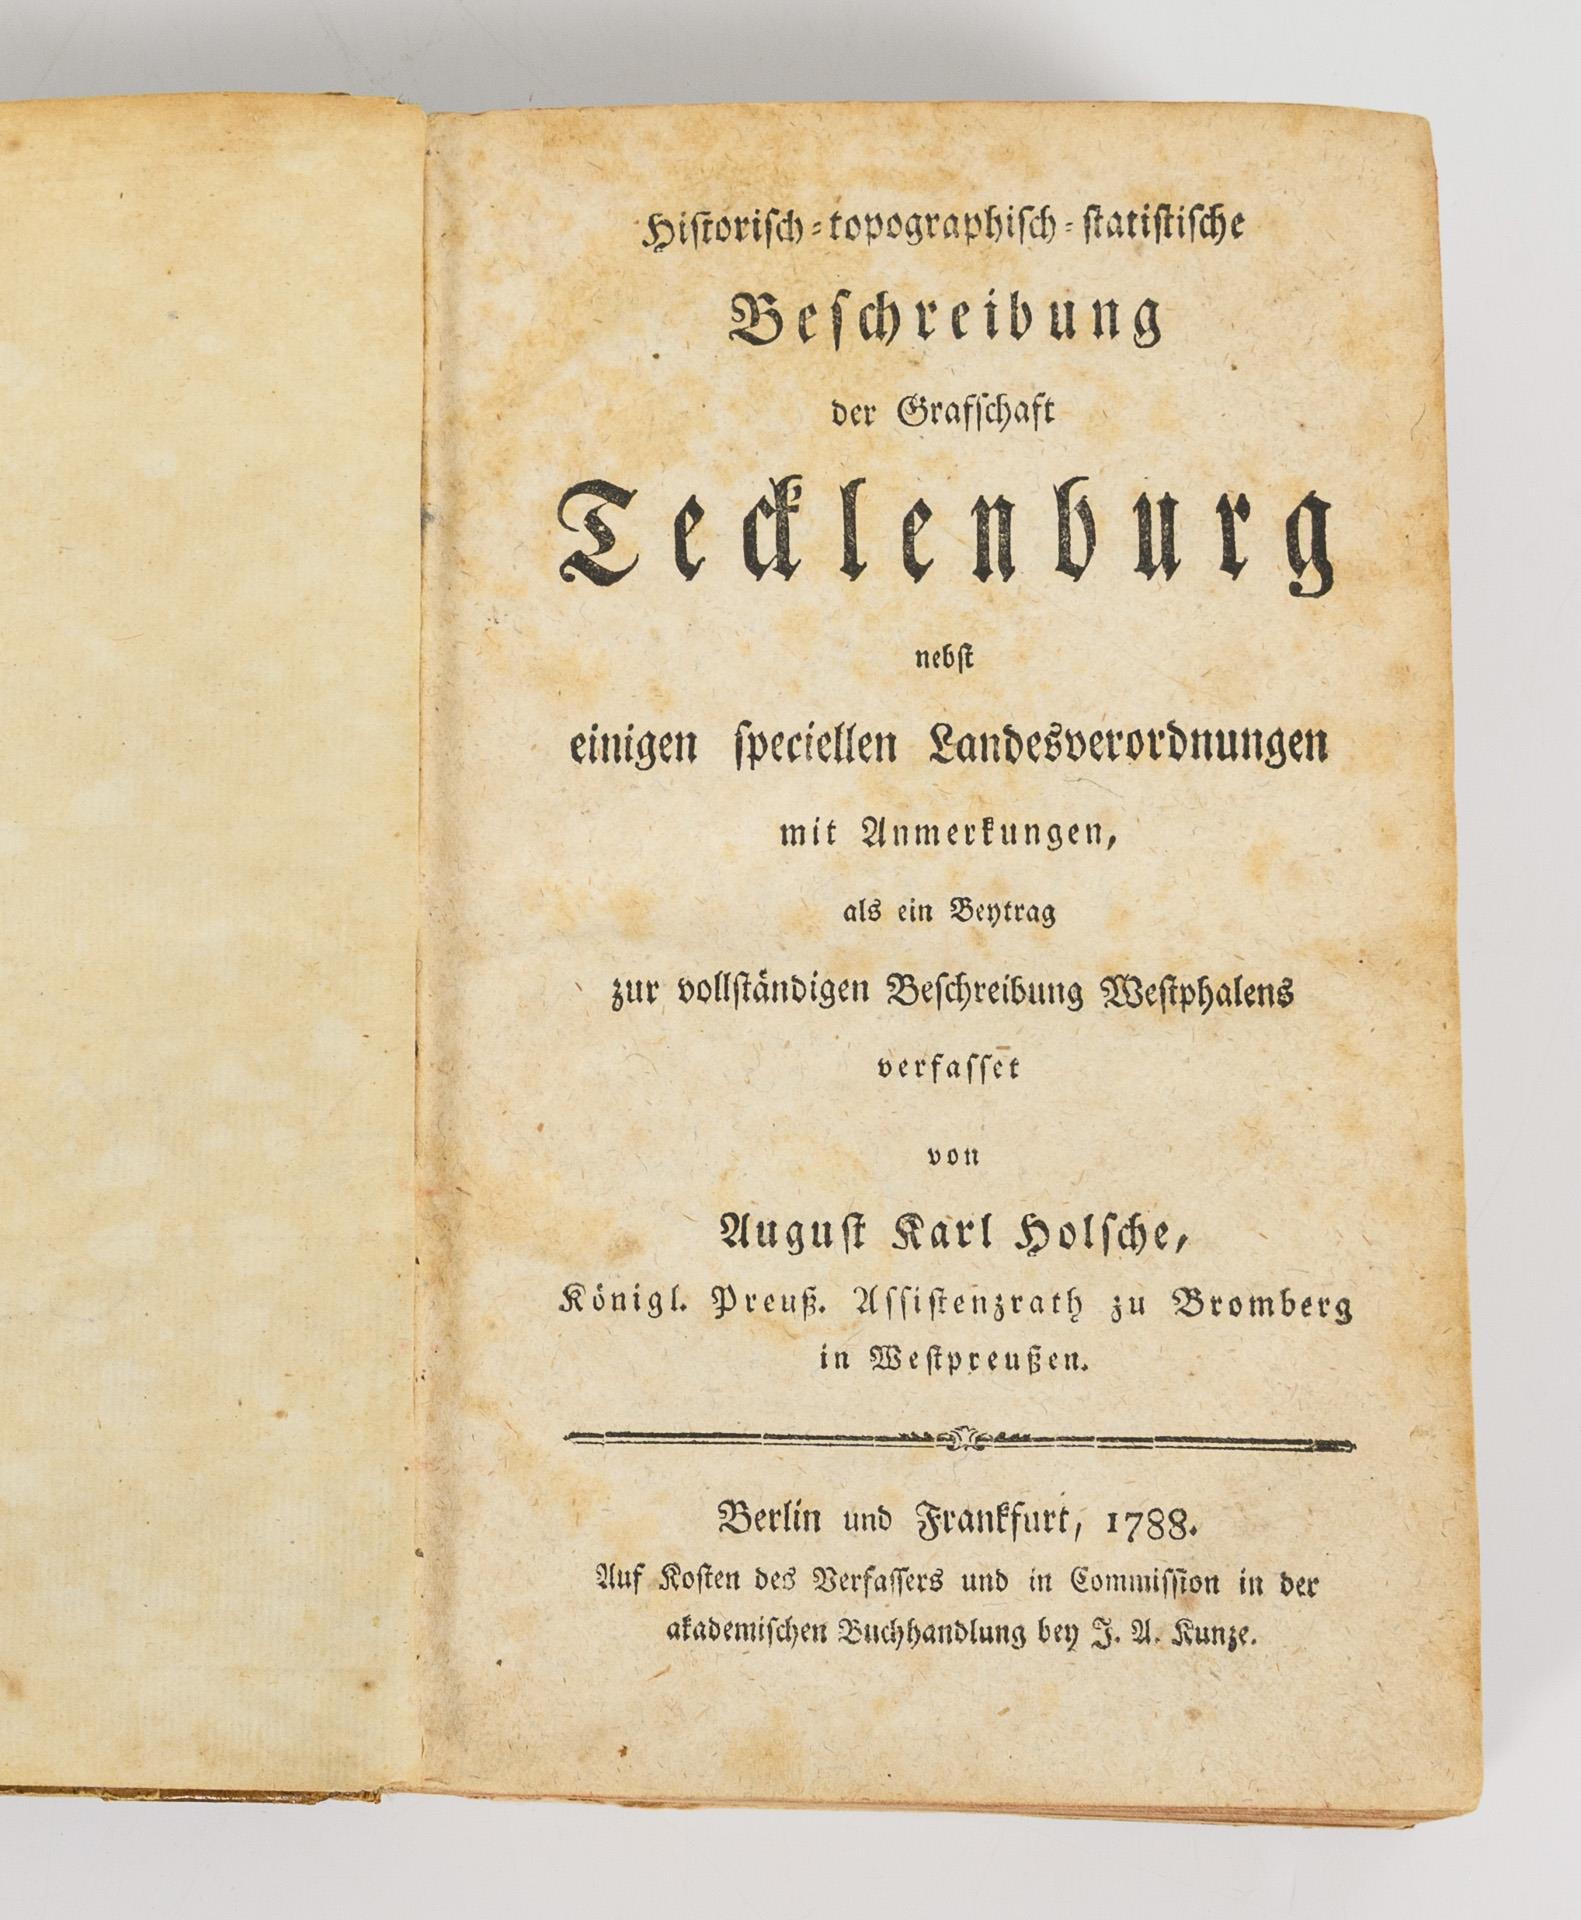 Historisch-topographisch-statistische
Beschreibung
der Grafschaft
Tecklenburg
nebst
einigen speciellen Landesverordnungen
mit Anmerkungen,
als ein Beytrag
zur vollständigen Beschreibung Westphalens
verfasset
von
August Karl Holsche,
Königl. Preuß. Assistenzrath zu Bromberg
in Westpreußen.
Berlin und Frankfurt, 1788.
Auf Kosten des Verfassers und in Commission in der
akademischen Buchhandlung bey J. A. Kunze.